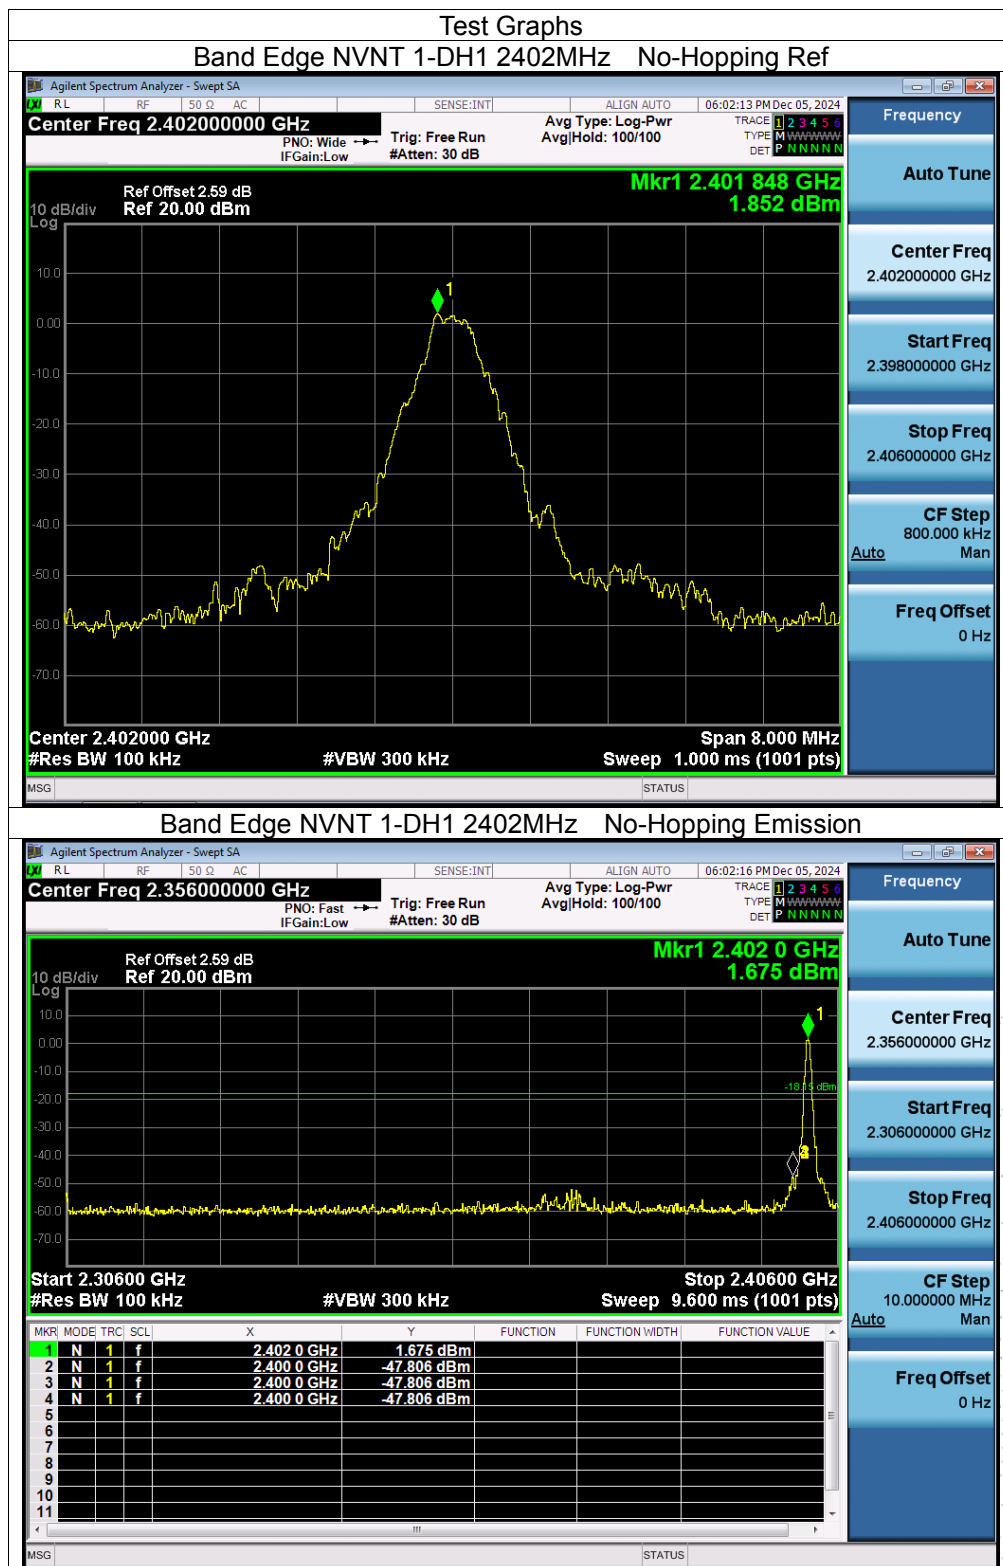 Test Graphs
Band Edge NVNT 1-DH1 2402MHz No-Hopping Ref
Agilent Spectrum Analyzer - Swept SA
LXI RL RF 50 Ω AC SENSE:INT ALIGN AUTO 06:02:13 PM Dec 05, 2024
Center Freq 2.402000000 GHz
PNO: Wide
IFGain:Low
Trig: Free Run
#Atten: 30 dB
Avg Type: Log-Pwr
Avg|Hold: 100/100
TRACE 1 2 3 4 5 6
TYPE M WWWWW
DET P N N N N N
Ref Offset 2.59 dB
Ref 20.00 dBm
10 dB/div
Log
Mkr1 2.401 848 GHz
1.852 dBm
10.0
0.00
-10.0
-20.0
-30.0
-40.0
-50.0
-60.0
-70.0
1
Center 2.402000 GHz
Span 8.000 MHz
#Res BW 100 kHz
#VBW 300 kHz
Sweep 1.000 ms (1001 pts)
MSG
STATUS
Frequency
Auto Tune
Center Freq
2.402000000 GHz
Start Freq
2.398000000 GHz
Stop Freq
2.406000000 GHz
CF Step
800.000 kHz
Auto Man
Freq Offset
0 Hz
Band Edge NVNT 1-DH1 2402MHz No-Hopping Emission
Agilent Spectrum Analyzer - Swept SA
LXI RL RF 50 Ω AC SENSE:INT ALIGN AUTO 06:02:16 PM Dec 05, 2024
Center Freq 2.356000000 GHz
PNO: Fast
IFGain:Low
Trig: Free Run
#Atten: 30 dB
Avg Type: Log-Pwr
Avg|Hold: 100/100
TRACE 1 2 3 4 5 6
TYPE M WWWWW
DET P N N N N N
Ref Offset 2.59 dB
Ref 20.00 dBm
10 dB/div
Log
Mkr1 2.402 0 GHz
1.675 dBm
10.0
0.00
-10.0
-20.0
-30.0
-40.0
-50.0
-60.0
-70.0
1
-18.15 dBm
Start 2.30600 GHz
Stop 2.40600 GHz
#Res BW 100 kHz
#VBW 300 kHz
Sweep 9.600 ms (1001 pts)
MKR MODE TRC SCL X Y FUNCTION FUNCTION WIDTH FUNCTION VALUE
1 N 1 f 2.402 0 GHz 1.675 dBm
2 N 1 f 2.400 0 GHz -47.806 dBm
3 N 1 f 2.400 0 GHz -47.806 dBm
4 N 1 f 2.400 0 GHz -47.806 dBm
5
6
7
8
9
10
11
MSG
STATUS
Frequency
Auto Tune
Center Freq
2.356000000 GHz
Start Freq
2.306000000 GHz
Stop Freq
2.406000000 GHz
CF Step
10.000000 MHz
Auto Man
Freq Offset
0 Hz